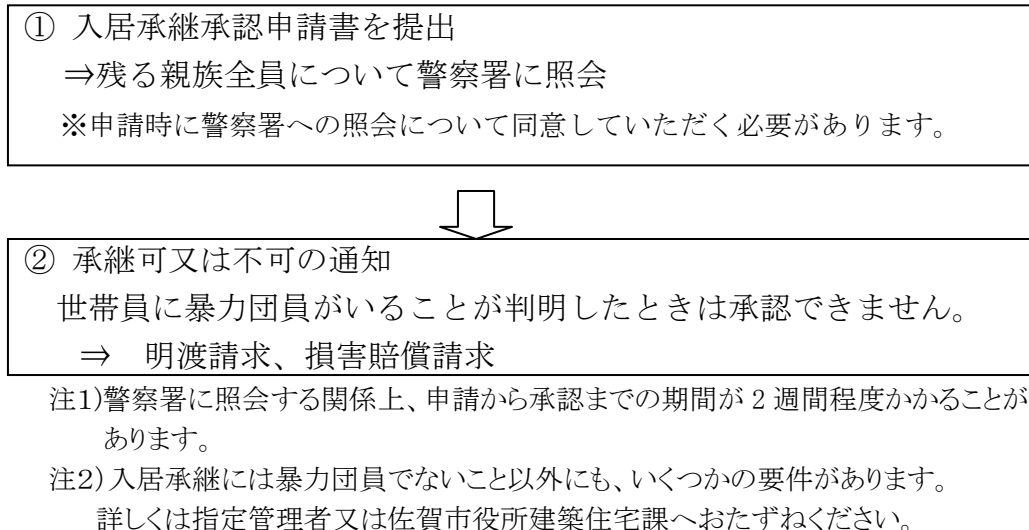 ① 入居承継承認申請書を提出
⇒残る親族全員について警察署に照会
※申請時に警察署への照会について同意していただく必要があります。
② 承継可又は不可の通知
世帯員に暴力団員がいることが判明したときは承認できません。
⇒ 明渡請求、損害賠償請求
注1)警察署に照会する関係上、申請から承認までの期間が 2 週間程度かかることが
あります。
注2)入居承継には暴力団員でないこと以外にも、いくつかの要件があります。
詳しくは指定管理者又は佐賀市役所建築住宅課へおたずねください。